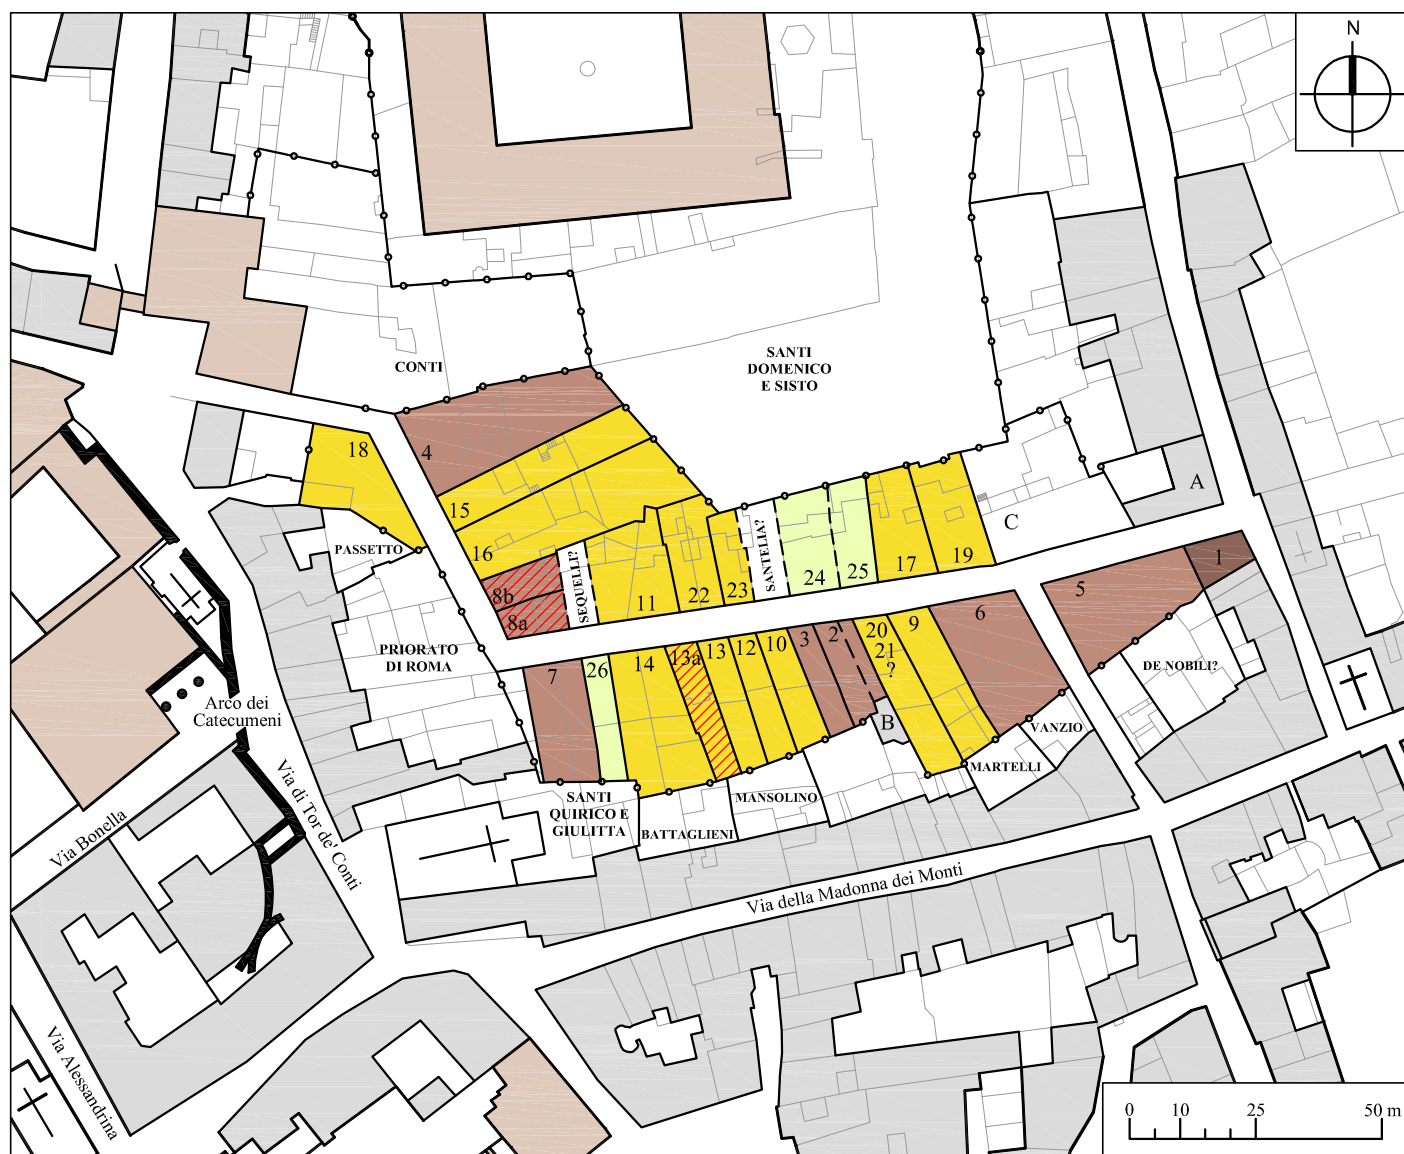 N
SANTI
DOMENICO
E SISTO
CONTI
18
4
15
16
A
C
PASSETTO
SEQUELLI?
SANTELIA?
8b
8a
11
22
23
24
25
17
19
1
5
6
PRIORATO
DI ROMA
7
26
14
13a
13
12
10
3
2
20
21
?
9
B
DE NOBILI?
VANZIO
MARTELLI
MANSOLINO
BATTAGLIENI
SANTI
QUIRICO E
GIULITTA
Arco dei
Catecumeni
Via Bonella
Via di Tor de' Conti
Via della Madonna dei Monti
Via Alessandrina
0 10 25 50 m